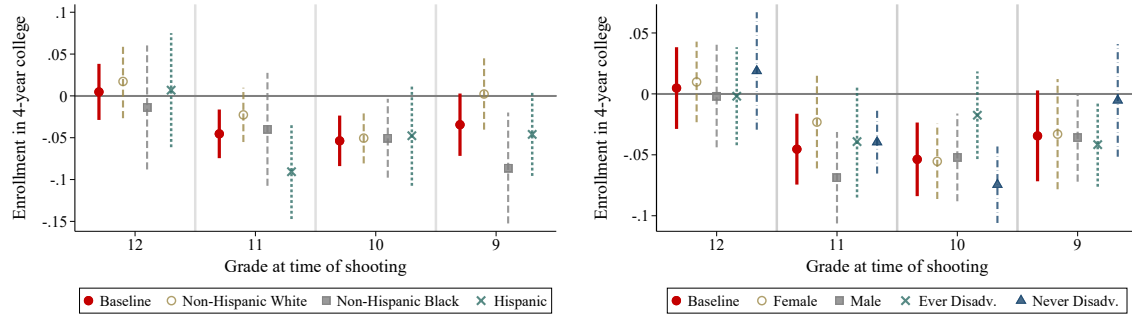 Enrollment in 4-year college
.1
.05
0
-.05
-.1
-.15
12
11
10
9
Grade at time of shooting
Baseline
Non-Hispanic White
Non-Hispanic Black
Hispanic
Enrollment in 4-year college
.05
0
-.05
-.1
12
11
10
9
Grade at time of shooting
Baseline
Female
Male
Ever Disadv.
Never Disadv.